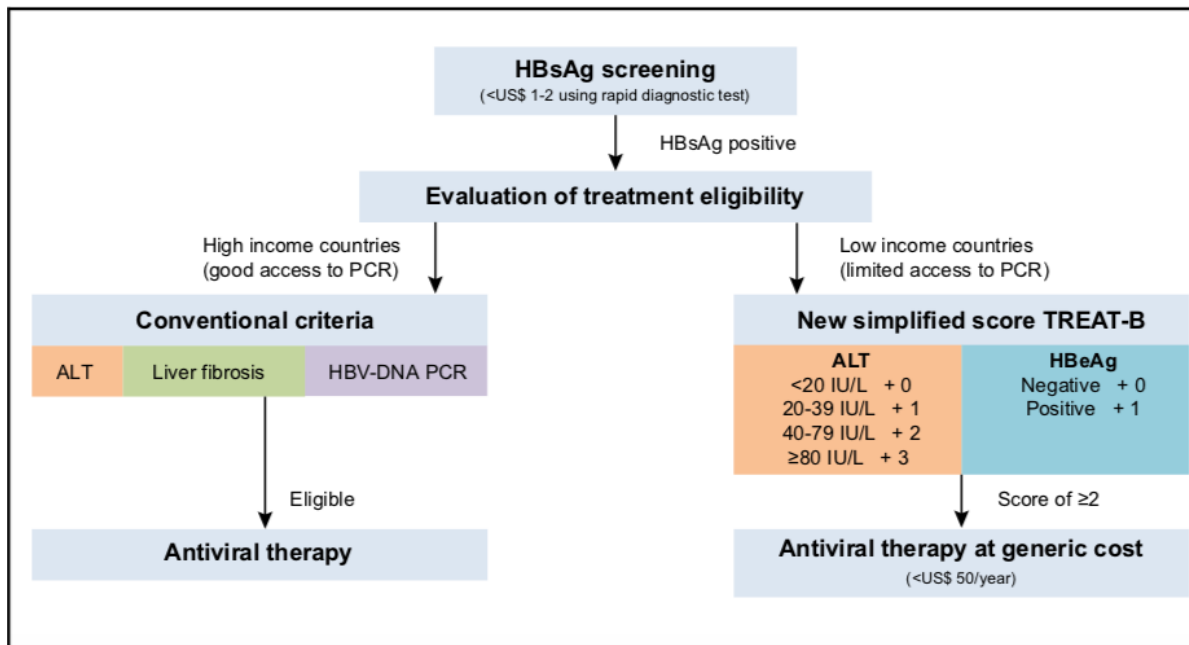 HBsAg screening
(<US$ 1-2 using rapid diagnostic test)
HBsAg positive
Evaluation of treatment eligibility
High income countries
(good access to PCR)
Low income countries
(limited access to PCR)
Conventional criteria
ALT
Liver fibrosis
HBV-DNA PCR
Eligible
Antiviral therapy
New simplified score TREAT-B
ALT
<20 IU/L + 0
20-39 IU/L + 1
40-79 IU/L + 2
≥80 IU/L + 3
HBeAg
Negative + 0
Positive + 1
Score of ≥2
Antiviral therapy at generic cost
(<US$ 50/year)